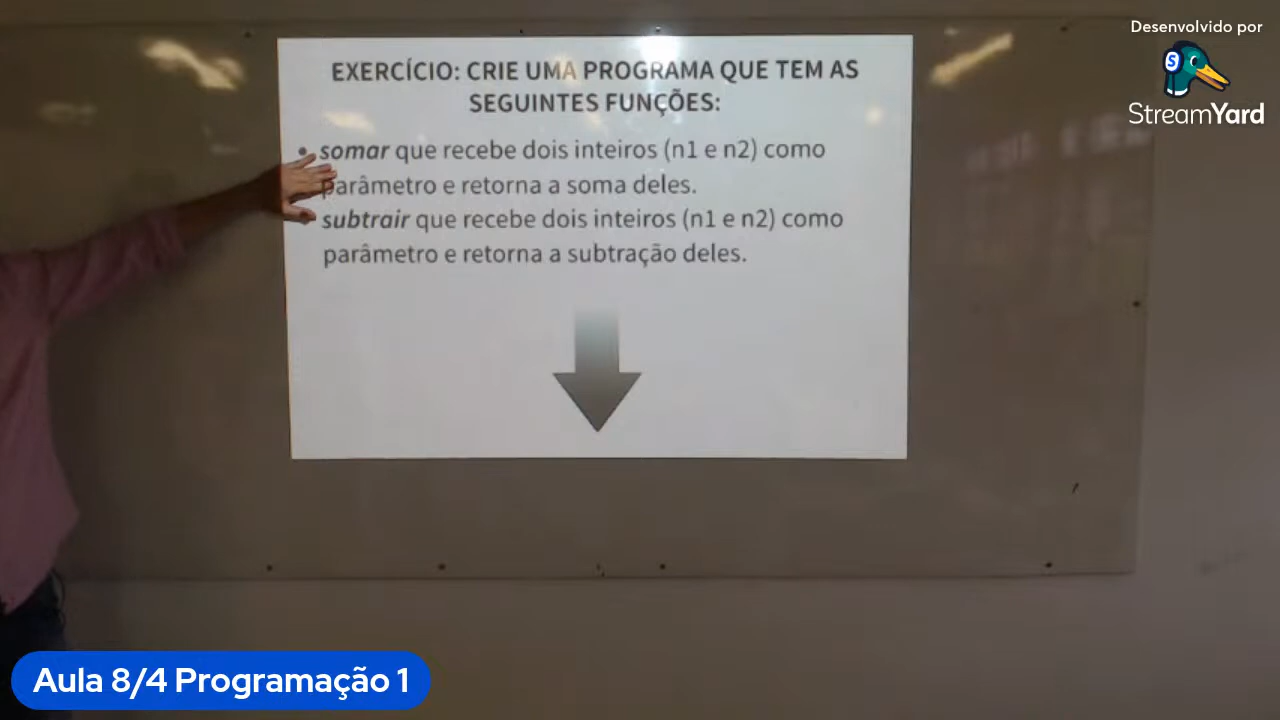 Desenvolvido por
StreamYard
EXERCÍCIO: CRIE UMA PROGRAMA QUE TEM AS
SEGUINTES FUNÇÕES:
• somar que recebe dois inteiros (n1 e n2) como
parâmetro e retorna a soma deles.
• subtrair que recebe dois inteiros (n1 e n2) como
parâmetro e retorna a subtração deles.
Aula 8/4 Programação 1